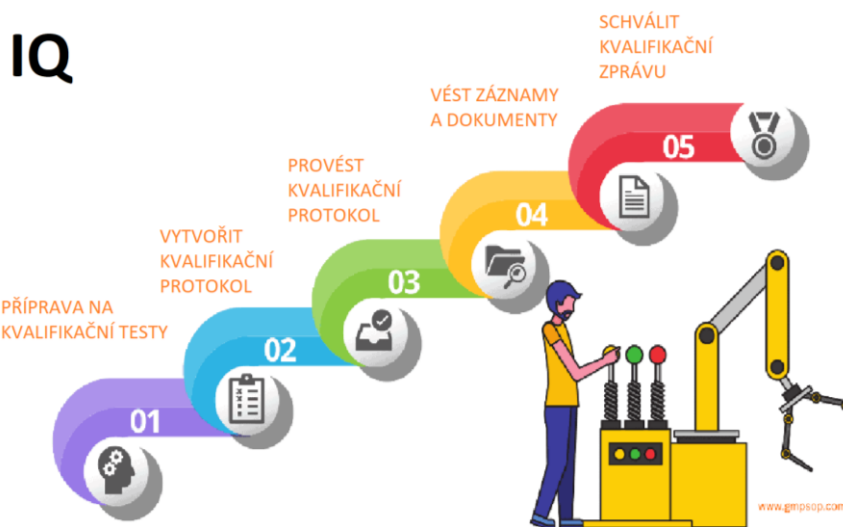 IQ
PŘÍPRAVA NA
KVALIFIKAČNÍ TESTY
01
VYTVOŘIT
KVALIFIKAČNÍ
PROTOKOL
02
PROVÉST
KVALIFIKAČNÍ
PROTOKOL
03
VÉST ZÁZNAMY
A DOKUMENTY
04
SCHVÁLIT
KVALIFIKAČNÍ
ZPRÁVU
05
www.gmpsop.com